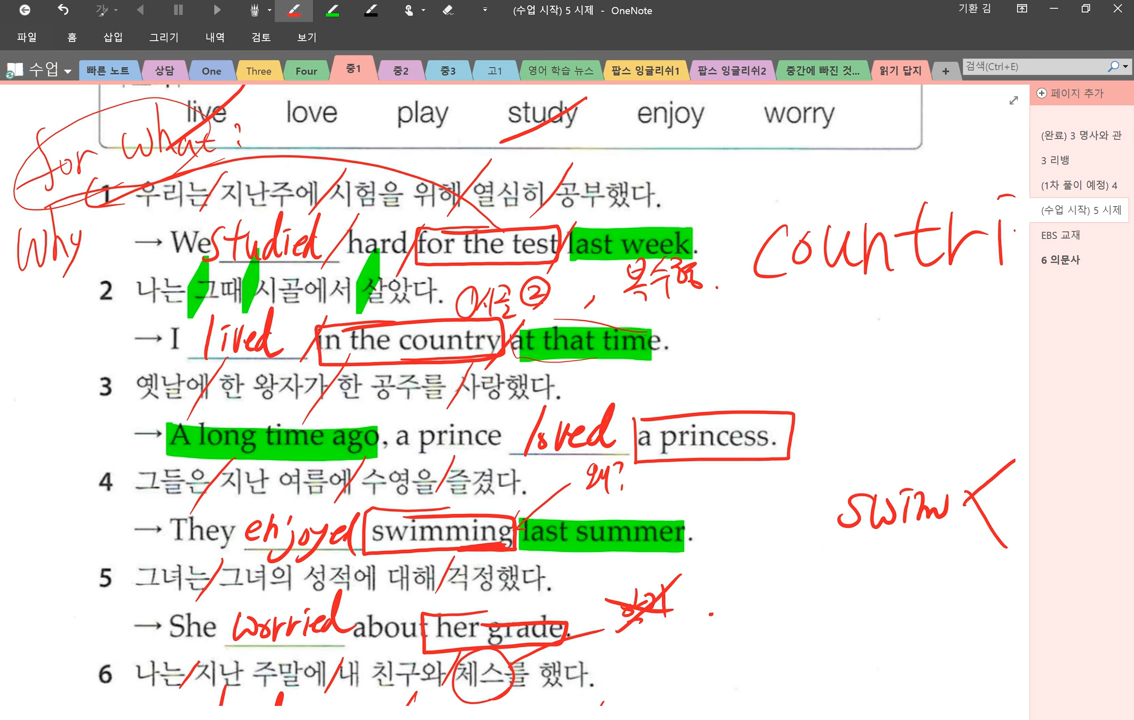 (수업 시작) 5 시제 - OneNote
기환 김
파일 홈 삽입 그리기 내역 검토 보기
수업 빠른 노트 상담 One Three Four 중1 중2 중3 고1 영어 학습 뉴스 팝스 잉글리쉬1 팝스 잉글리쉬2 중간에 빠진 것... 읽기 답지 + 검색(Ctrl+E)
페이지 추가
(완료) 3 명사와 관
3 리뱅
(1차 풀이 예정) 4
(수업 시작) 5 시제
EBS 교재
6 의문사
live love play study enjoy worry
for what?
1 우리는 지난주에 시험을 위해 열심히 공부했다.
Why
→ We studied hard for the test last week.
countri
2 나는 그때 시골에서 살았다.
시골 ② , 복수형.
→ I lived in the country at that time.
3 옛날에 한 왕자가 한 공주를 사랑했다.
→ A long time ago, a prince loved a princess.
4 그들은 지난 여름에 수영을 즐겼다.
→ They enjoyed swimming last summer.
swim
5 그녀는 그녀의 성적에 대해 걱정했다.
→ She worried about her grade.
6 나는 지난 주말에 내 친구와 체스를 했다.